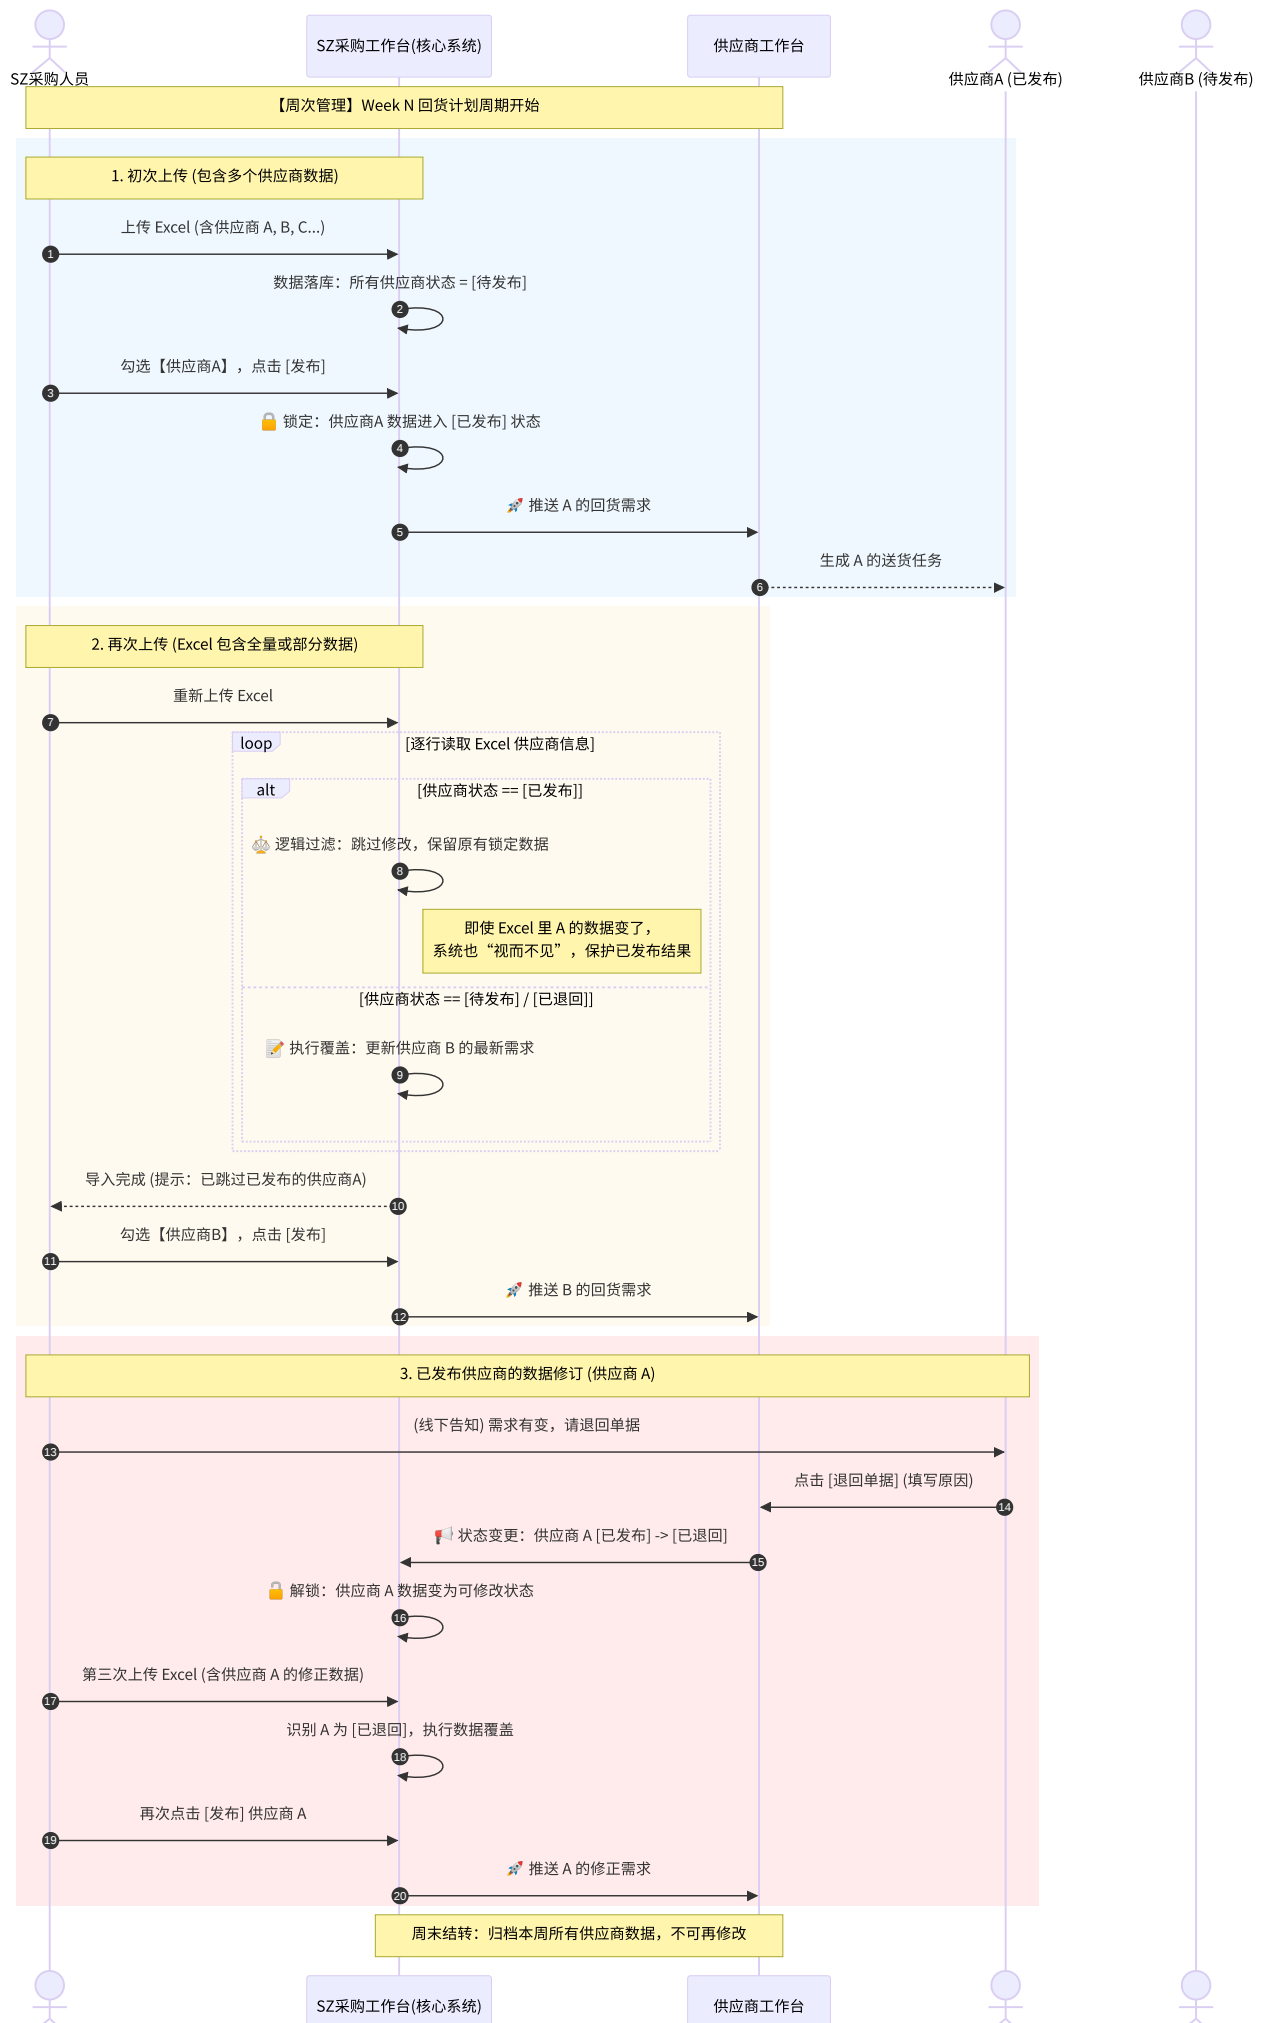 SZ采购人员
SZ采购工作台(核心系统)
供应商工作台
供应商A (已发布)
供应商B (待发布)
【周次管理】Week N 回货计划周期开始
1. 初次上传 (包含多个供应商数据)
上传 Excel (含供应商 A, B, C...)
1
数据落库：所有供应商状态 = [待发布]
2
勾选【供应商A】，点击 [发布]
3
🔒 锁定：供应商A 数据进入 [已发布] 状态
4
🚀 推送 A 的回货需求
5
生成 A 的送货任务
6
2. 再次上传 (Excel 包含全量或部分数据)
重新上传 Excel
7
loop
[逐行读取 Excel 供应商信息]
alt
[供应商状态 == [已发布]]
⚖️ 逻辑过滤：跳过修改，保留原有锁定数据
8
即使 Excel 里 A 的数据变了，
系统也“视而不见”，保护已发布结果
[供应商状态 == [待发布] / [已退回]]
📝 执行覆盖：更新供应商 B 的最新需求
9
导入完成 (提示：已跳过已发布的供应商A)
10
勾选【供应商B】，点击 [发布]
11
🚀 推送 B 的回货需求
12
3. 已发布供应商的数据修订 (供应商 A)
(线下告知) 需求有变，请退回单据
13
点击 [退回单据] (填写原因)
14
📢 状态变更：供应商 A [已发布] -> [已退回]
15
🔓 解锁：供应商 A 数据变为可修改状态
16
第三次上传 Excel (含供应商 A 的修正数据)
17
识别 A 为 [已退回]，执行数据覆盖
18
再次点击 [发布] 供应商 A
19
🚀 推送 A 的修正需求
20
周末结转：归档本周所有供应商数据，不可再修改
SZ采购工作台(核心系统)
供应商工作台